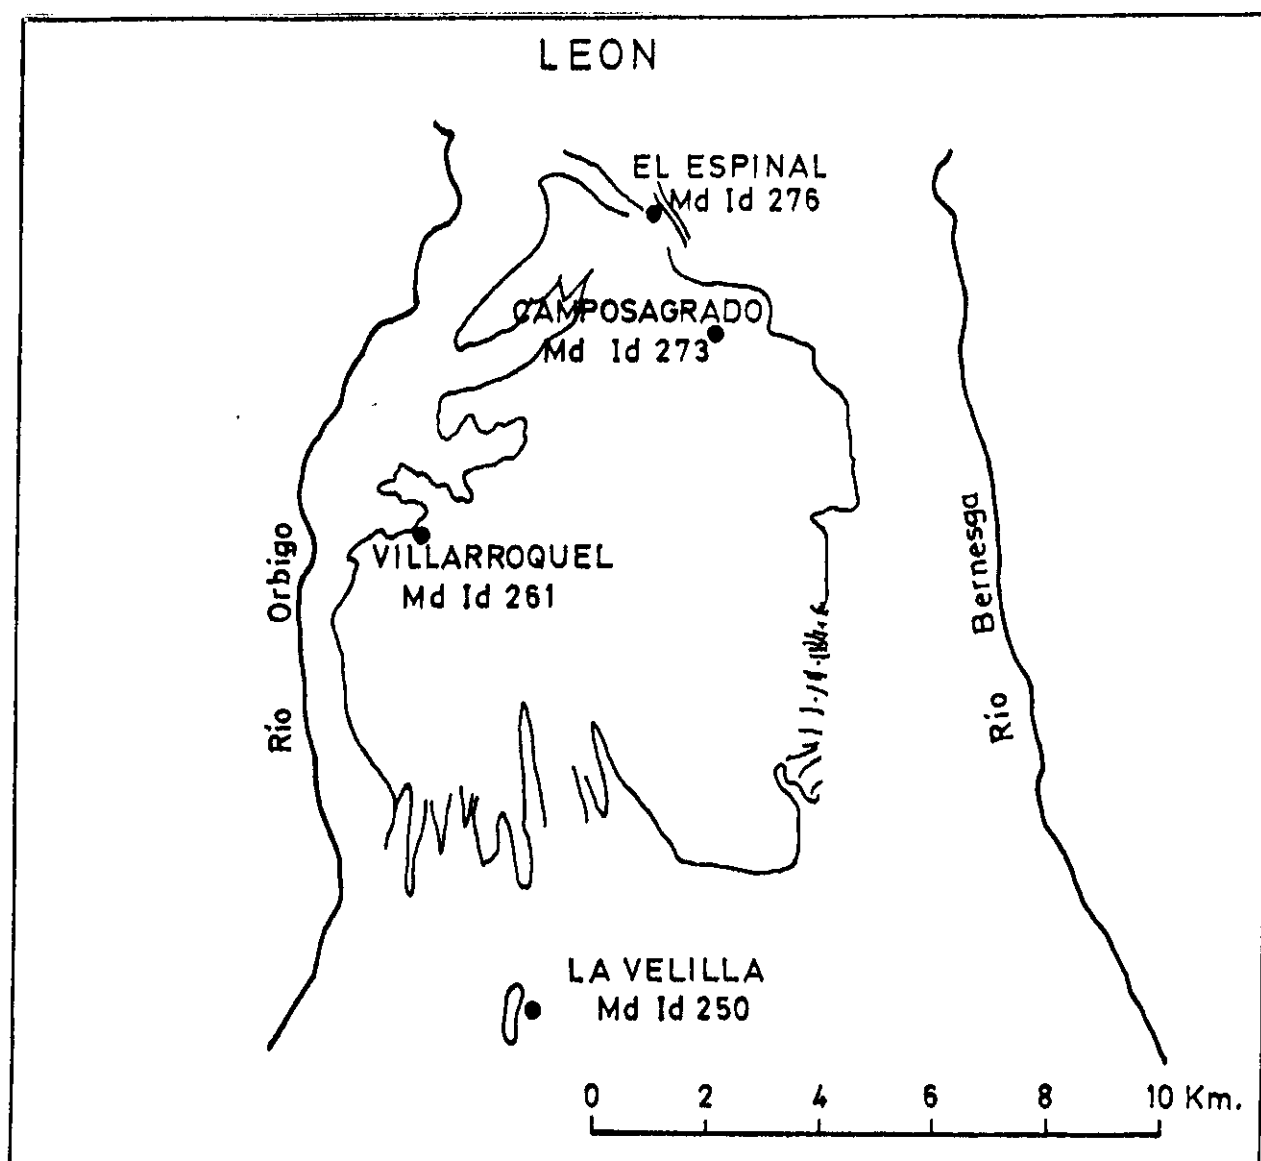 LEON
EL ESPINAL
Md Id 276
CAMPOSAGRADO
Md Id 273
VILLARROQUEL
Md Id 261
Río Orbigo
Río Bernesga
LA VELILLA
Md Id 250
0 2 4 6 8 10 Km.